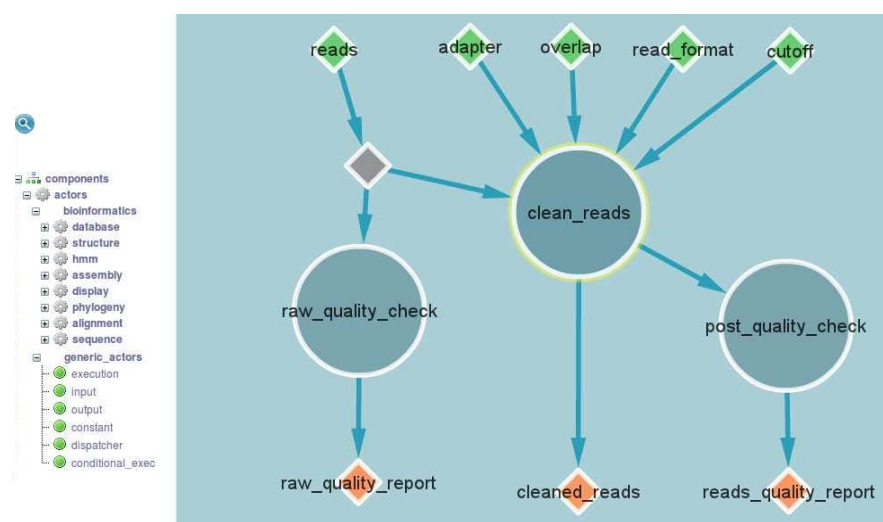 components
actors
bioinformatics
database
structure
hmm
assembly
display
phylogeny
alignment
sequence
generic_actors
execution
input
output
constant
dispatcher
conditional_exec
reads
adapter
overlap
read_format
cutoff
clean_reads
raw_quality_check
post_quality_check
raw_quality_report
cleaned_reads
reads_quality_report